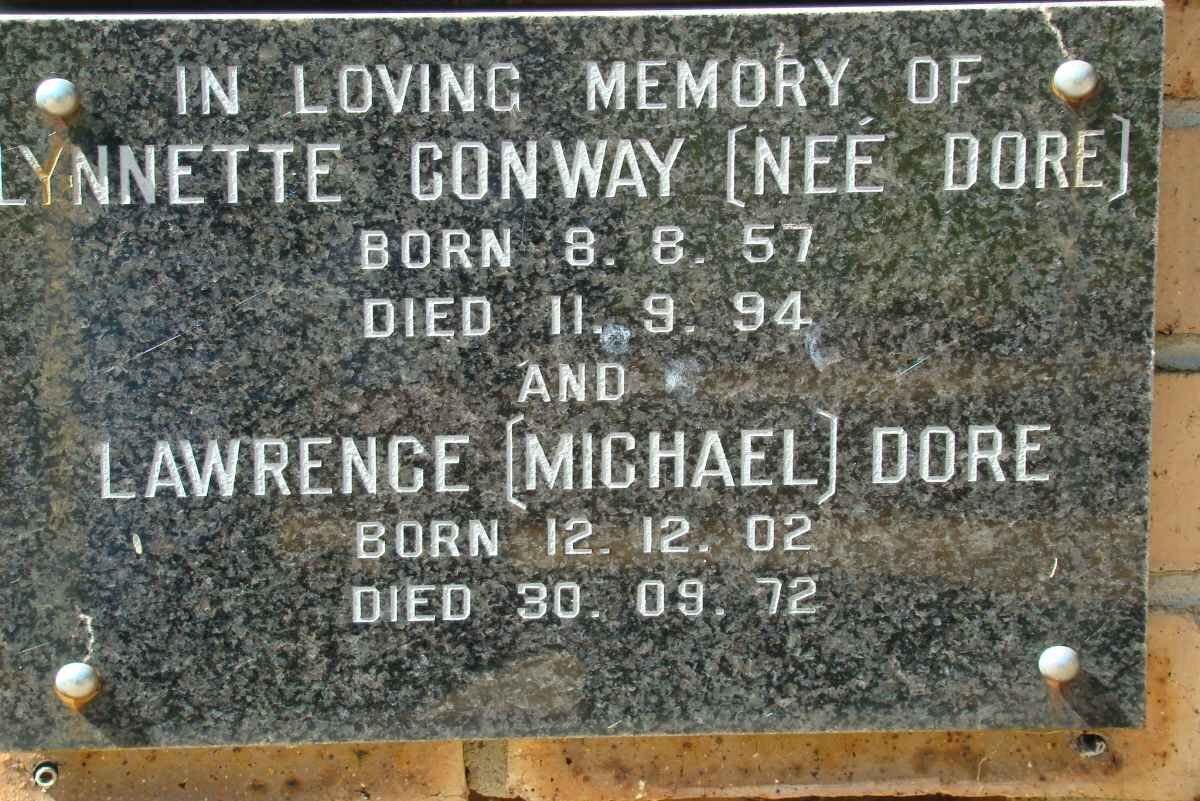 IN LOVING MEMORY OF
LYNNETTE CONWAY (NEÉ DORE)
BORN 8. 8. 57
DIED 11. 9. 94
AND
LAWRENCE (MICHAEL) DORE
BORN 12. 12. 02
DIED 30. 09. 72